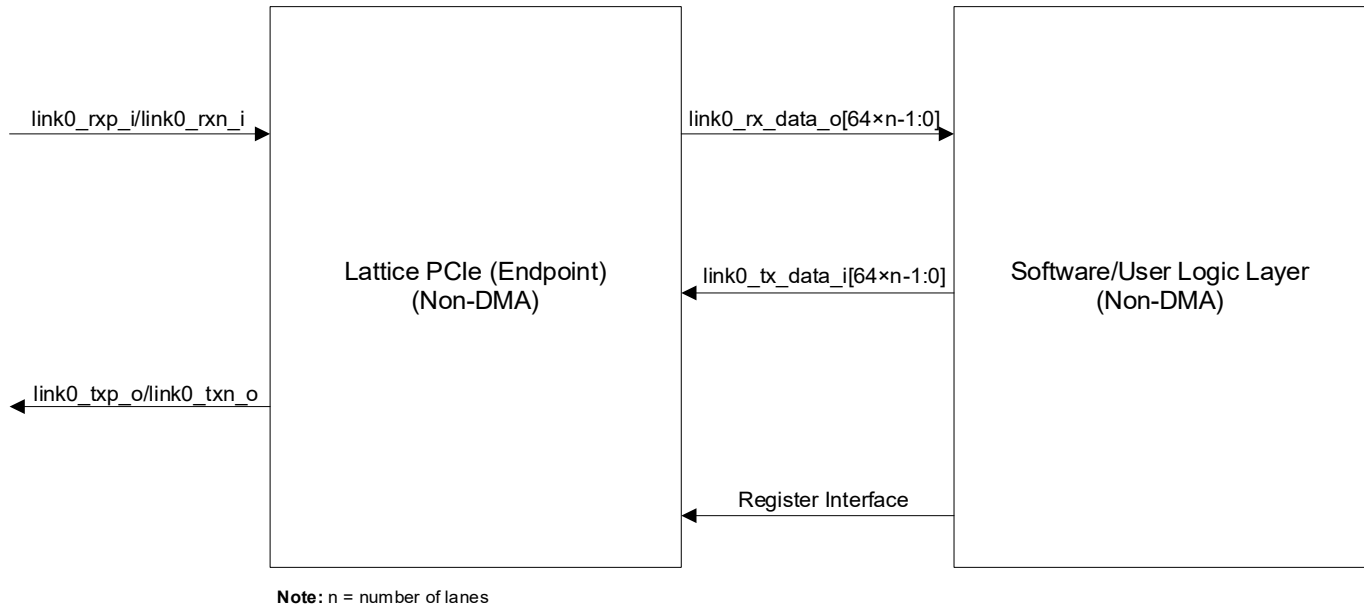 link0_rxp_i/link0_rxn_i
link0_rx_data_o[64×n-1:0]
Lattice PCIe (Endpoint)
(Non-DMA)
link0_tx_data_i[64×n-1:0]
Software/User Logic Layer
(Non-DMA)
link0_txp_o/link0_txn_o
Register Interface
Note: n = number of lanes